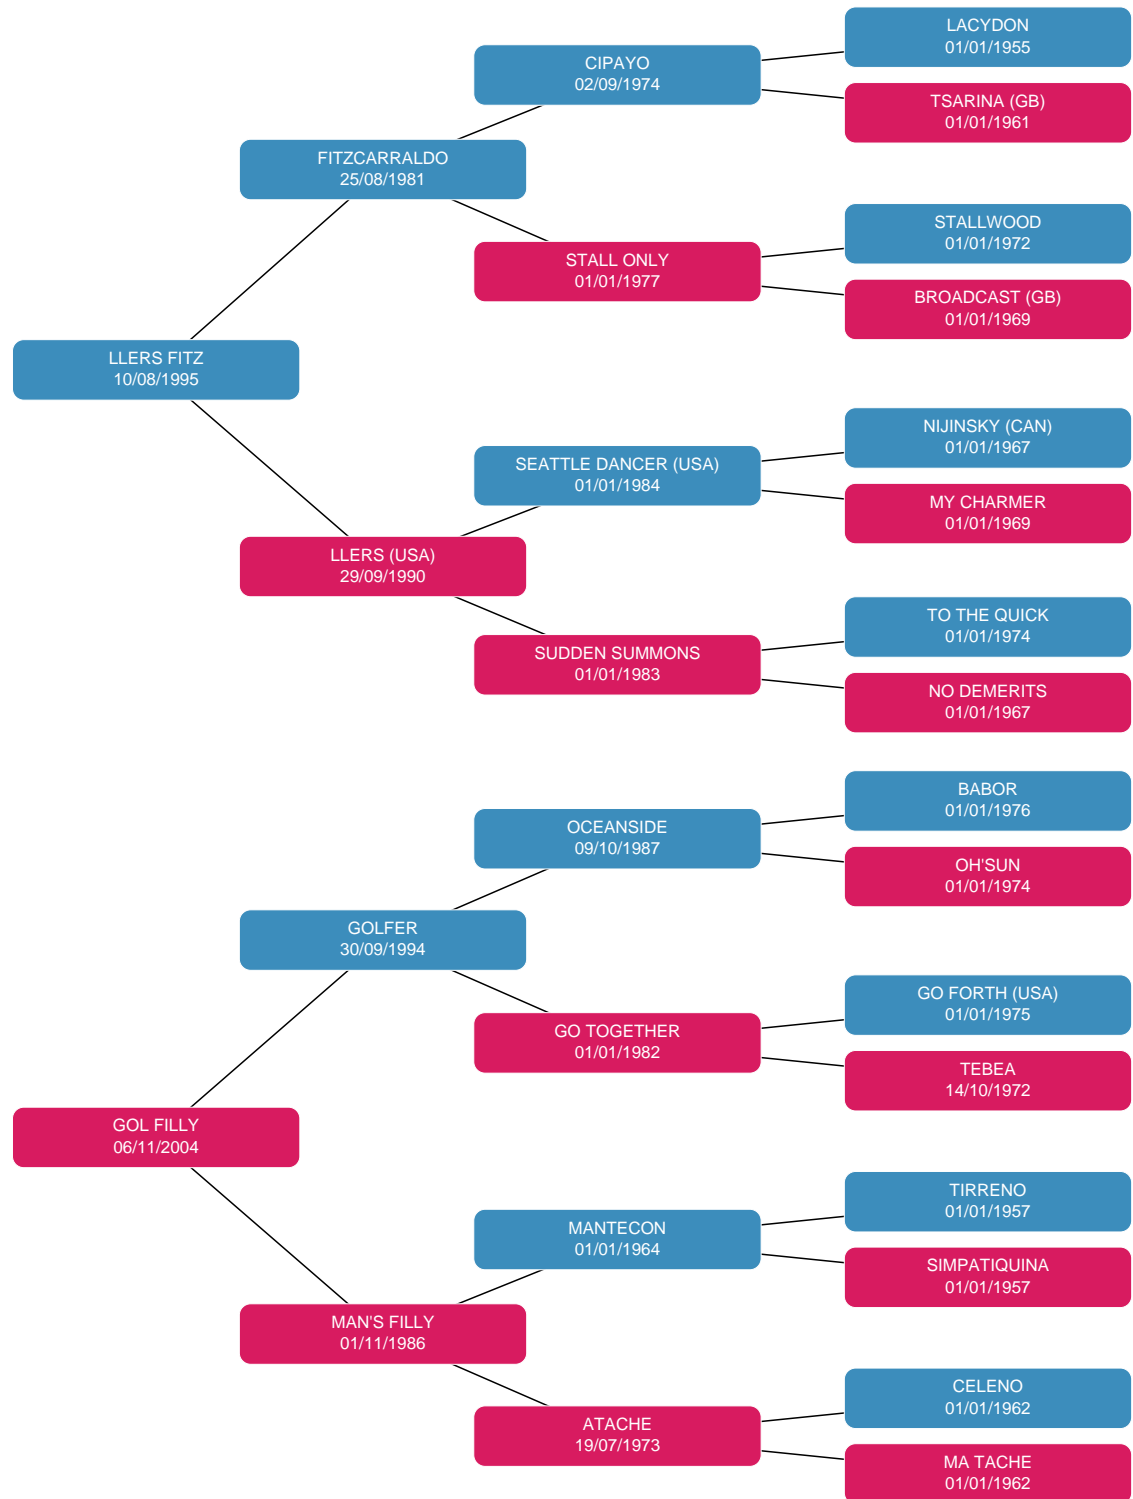 LACYDON
01/01/1955
CIPAYO
02/09/1974
TSARINA (GB)
01/01/1961
FITZCARRALDO
25/08/1981
STALLWOOD
01/01/1972
STALL ONLY
01/01/1977
BROADCAST (GB)
01/01/1969
LLERS FITZ
10/08/1995
NIJINSKY (CAN)
01/01/1967
SEATTLE DANCER (USA)
01/01/1984
MY CHARMER
01/01/1969
LLERS (USA)
29/09/1990
TO THE QUICK
01/01/1974
SUDDEN SUMMONS
01/01/1983
NO DEMERITS
01/01/1967
BABOR
01/01/1976
OCEANSIDE
09/10/1987
OH'SUN
01/01/1974
GOLFER
30/09/1994
GO FORTH (USA)
01/01/1975
GO TOGETHER
01/01/1982
TEBEA
14/10/1972
GOL FILLY
06/11/2004
TIRRENO
01/01/1957
MANTECON
01/01/1964
SIMPATIQUINA
01/01/1957
MAN'S FILLY
01/11/1986
CELENO
01/01/1962
ATACHE
19/07/1973
MA TACHE
01/01/1962